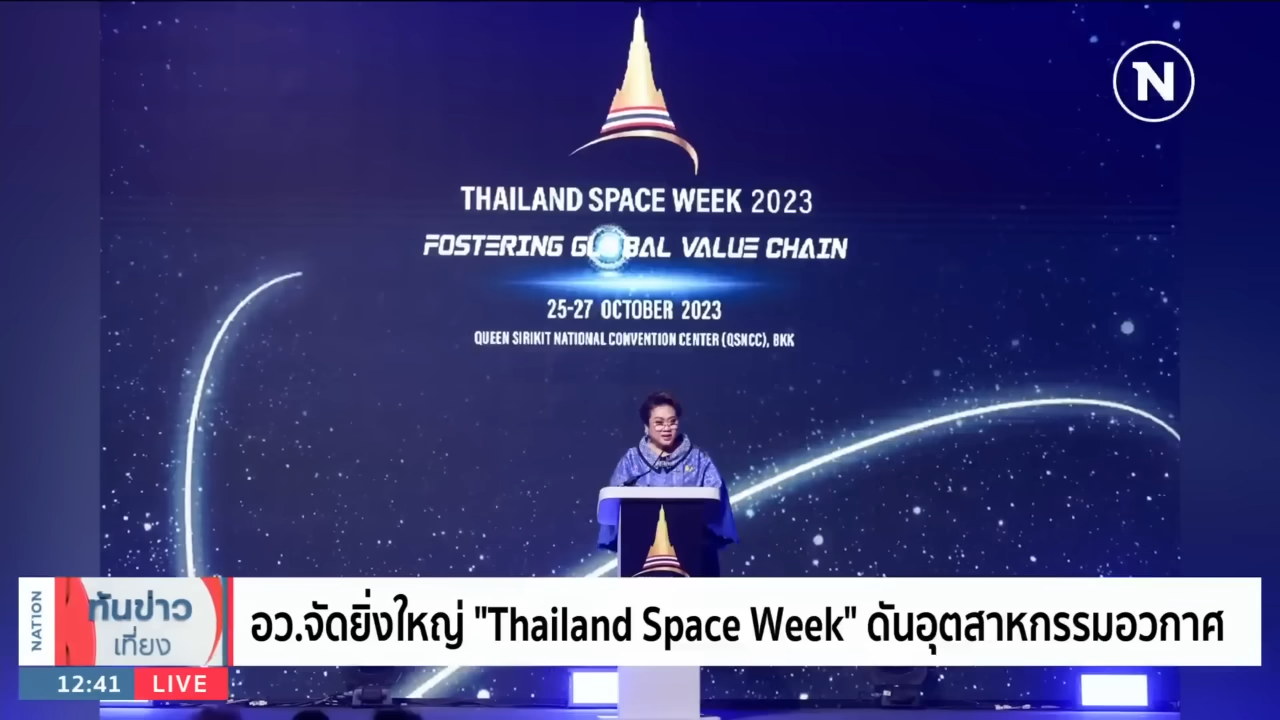 N
THAILAND SPACE WEEK 2023
FOSTERING GLOBAL VALUE CHAIN
25-27 OCTOBER 2023
QUEEN SIRIKIT NATIONAL CONVENTION CENTER (QSNCC), BKK
NATION
ทันข่าว
เที่ยง
อว.จัดยิ่งใหญ่ "Thailand Space Week" ดันอุตสาหกรรมอวกาศ
12:41 LIVE